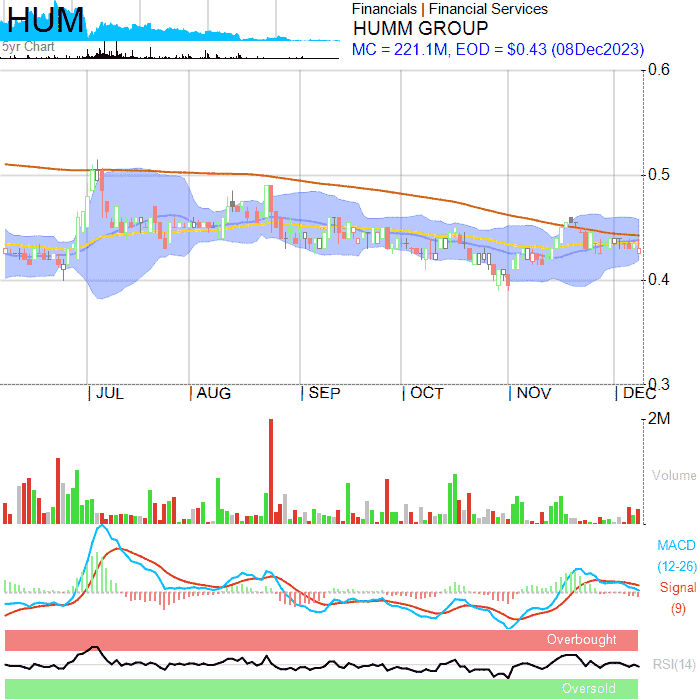 HUM
5yr Chart
Financials | Financial Services
HUMM GROUP
MC = 221.1M, EOD = $0.43 (08Dec2023)
0.6
0.5
0.4
0.3
JUL AUG SEP OCT NOV DEC
2M
Volume
MACD
(12-26)
Signal
(9)
Overbought
RSI(14)
Oversold